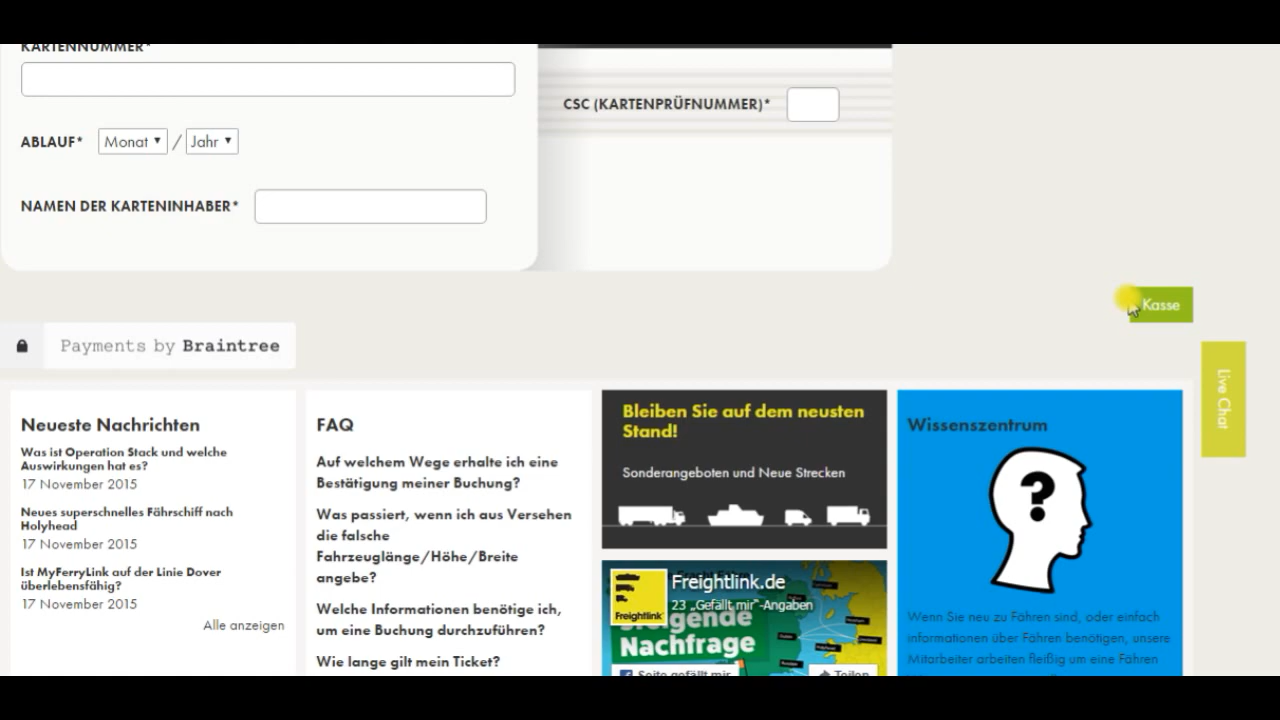 KARTENNUMMER*
CSC (KARTENPRÜFNUMMER)*
ABLAUF* Monat / Jahr
NAMEN DER KARTENINHABER*
Kasse
Payments by Braintree
Live Chat
Neueste Nachrichten
Was ist Operation Stack und welche
Auswirkungen hat es?
17 November 2015
Neues superschnelles Fährschiff nach
Holyhead
17 November 2015
Ist MyFerryLink auf der Linie Dover
überlebensfähig?
17 November 2015
Alle anzeigen
FAQ
Auf welchem Wege erhalte ich eine
Bestätigung meiner Buchung?
Was passiert, wenn ich aus Versehen
die falsche
Fahrzeuglänge/Höhe/Breite
angebe?
Welche Informationen benötige ich,
um eine Buchung durchzuführen?
Wie lange gilt mein Ticket?
Bleiben Sie auf dem neusten
Stand!
Sonderangeboten und Neue Strecken
Freightlink.de
23 „Gefällt mir"-Angaben
Freightlink
Nachfrage
Seite gefällt mir
Teilen
Wissenszentrum
Wenn Sie neu zu Fähren sind, oder einfach
informationen über Fähren benötigen, unsere
Mitarbeiter arbeiten fleißig um eine Fähren